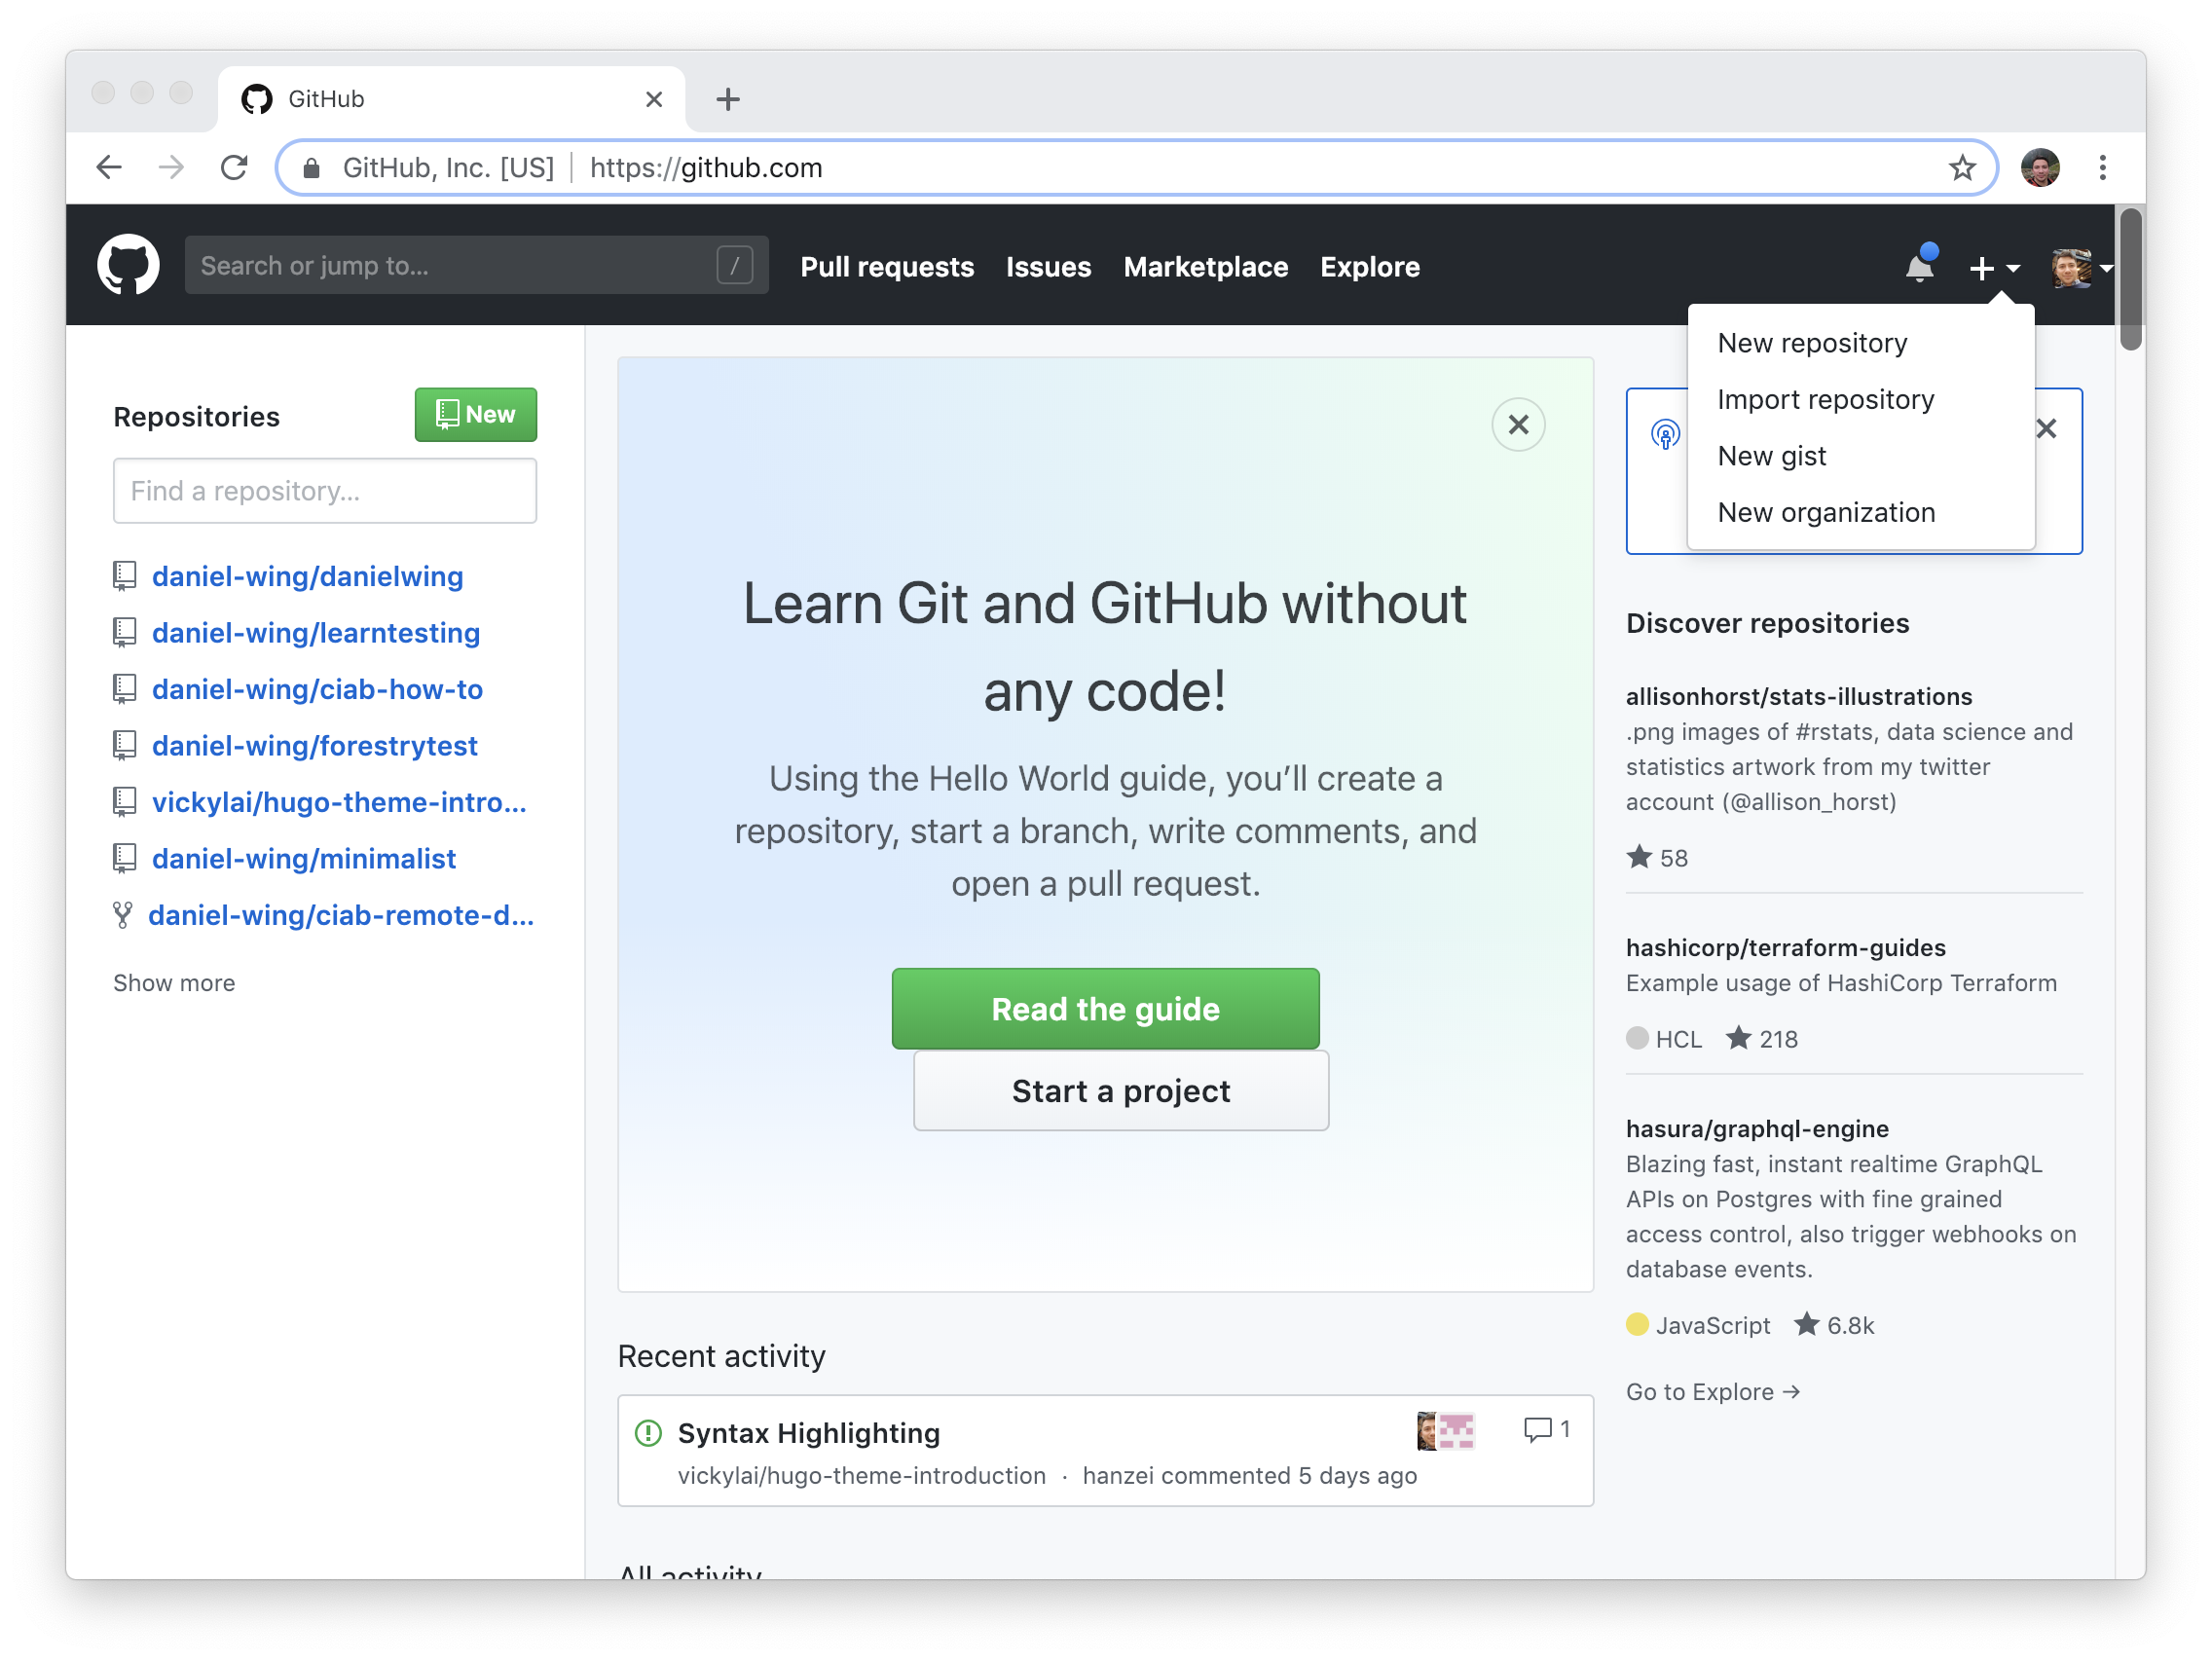 GitHub
GitHub, Inc. [US] | https://github.com
Search or jump to... /
Pull requests Issues Marketplace Explore
New repository
Import repository
New gist
New organization
Repositories
New
Find a repository...
daniel-wing/danielwing
daniel-wing/learntesting
daniel-wing/ciab-how-to
daniel-wing/forestrytest
vickylai/hugo-theme-intro...
daniel-wing/minimalist
daniel-wing/ciab-remote-d...
Show more
Learn Git and GitHub without
any code!
Using the Hello World guide, you’ll create a
repository, start a branch, write comments, and
open a pull request.
Read the guide
Start a project
Recent activity
Syntax Highlighting
1
vickylai/hugo-theme-introduction · hanzei commented 5 days ago
All activity
Discover repositories
allisonhorst/stats-illustrations
.png images of #rstats, data science and
statistics artwork from my twitter
account (@allison_horst)
58
hashicorp/terraform-guides
Example usage of HashiCorp Terraform
HCL 218
hasura/graphql-engine
Blazing fast, instant realtime GraphQL
APIs on Postgres with fine grained
access control, also trigger webhooks on
database events.
JavaScript 6.8k
Go to Explore →